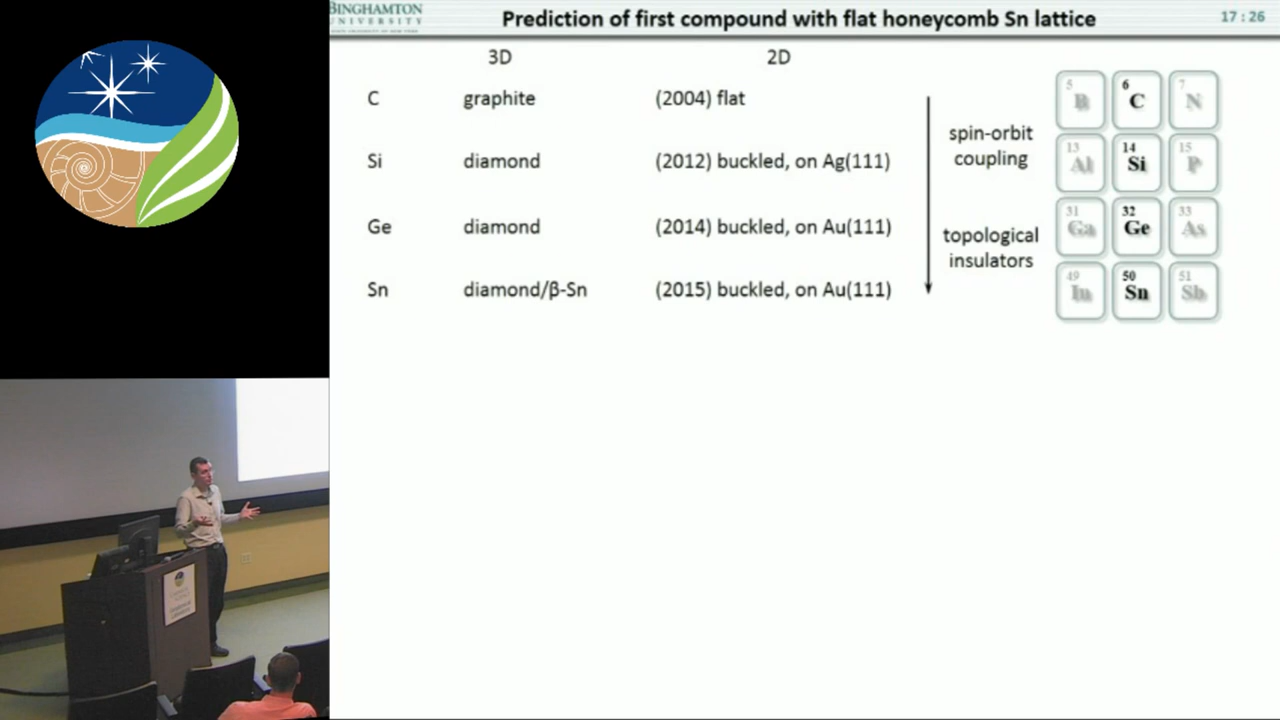 BINGHAMTON
UNIVERSITY
Prediction of first compound with flat honeycomb Sn lattice
17 : 26
3D 2D
C graphite (2004) flat
Si diamond (2012) buckled, on Ag(111)
Ge diamond (2014) buckled, on Au(111)
Sn diamond/β-Sn (2015) buckled, on Au(111)
spin-orbit
coupling
topological
insulators
5 6 7
B C N
13 14 15
Al Si P
31 32 33
Ga Ge As
49 50 51
In Sn Sb